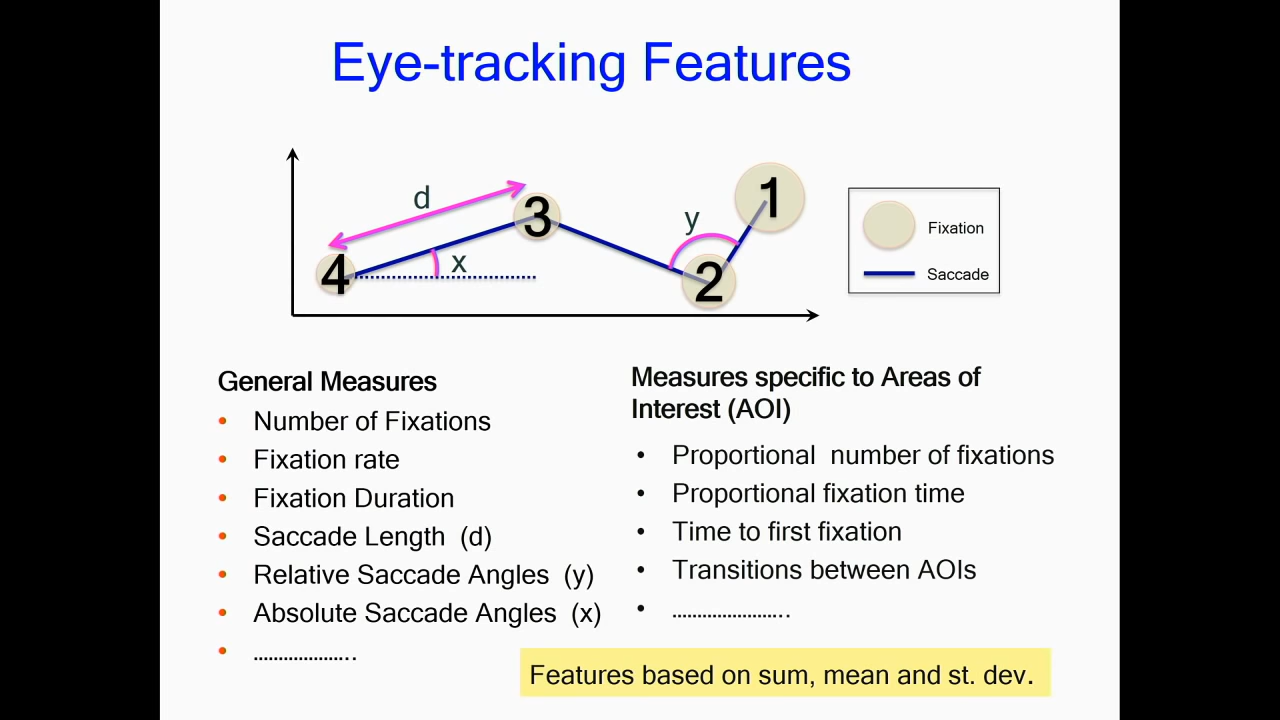 Eye-tracking Features
d
3
1
y
x
4
2
Fixation
Saccade
General Measures
• Number of Fixations
• Fixation rate
• Fixation Duration
• Saccade Length (d)
• Relative Saccade Angles (y)
• Absolute Saccade Angles (x)
• .....................
Measures specific to Areas of
Interest (AOI)
• Proportional number of fixations
• Proportional fixation time
• Time to first fixation
• Transitions between AOIs
• .......................
Features based on sum, mean and st. dev.